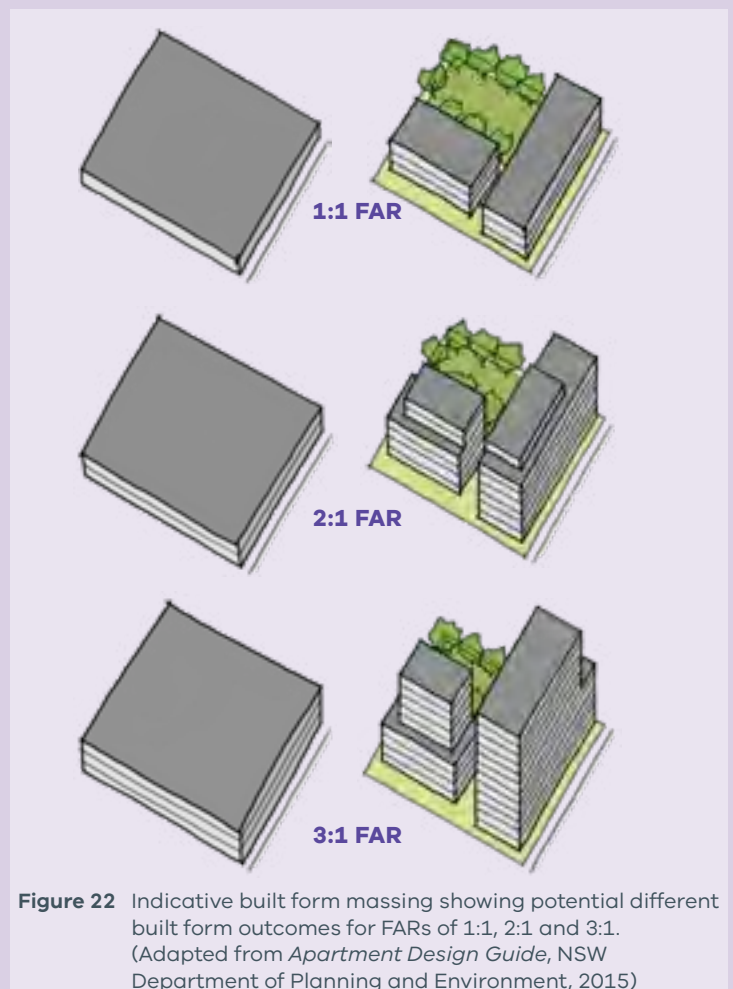 1:1 FAR
2:1 FAR
3:1 FAR
Figure 22 Indicative built form massing showing potential different
built form outcomes for FARs of 1:1, 2:1 and 3:1.
(Adapted from Apartment Design Guide, NSW
Department of Planning and Environment, 2015)